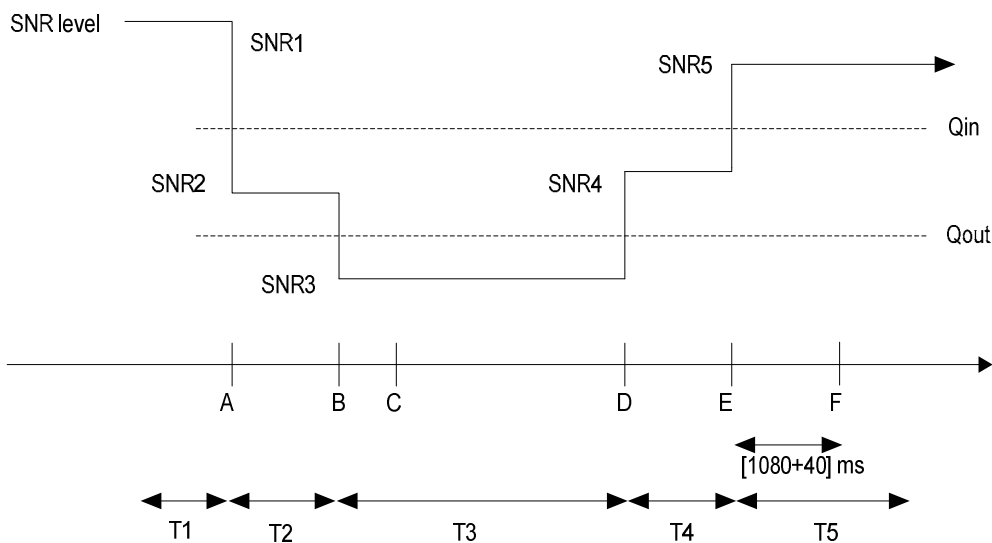 SNR level
SNR1
SNR5
Qin
SNR2
SNR4
Qout
SNR3
A B C D E F
[1080+40] ms
T1 T2 T3 T4 T5